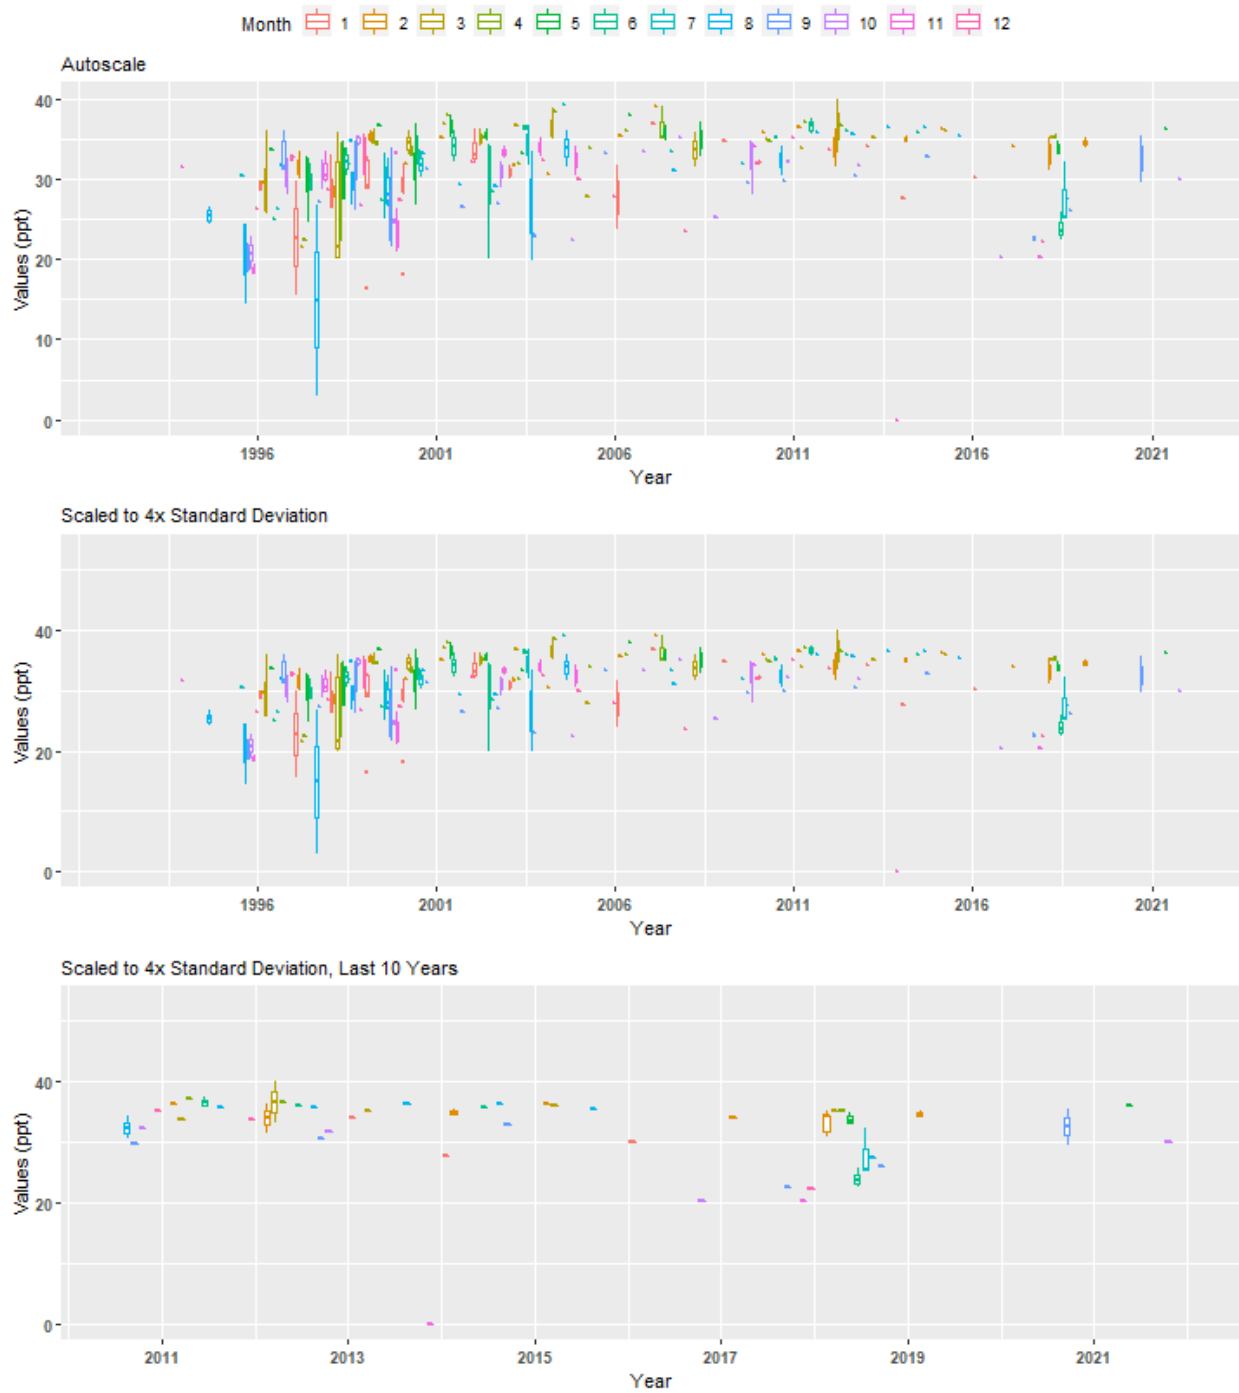 Month 1 2 3 4 5 6 7 8 9 10 11 12
Autoscale
40
30
20
10
0
Values (ppt)
1996 2001 2006 2011 2016 2021
Year
Scaled to 4x Standard Deviation
40
20
0
Values (ppt)
1996 2001 2006 2011 2016 2021
Year
Scaled to 4x Standard Deviation, Last 10 Years
40
20
0
Values (ppt)
2011 2013 2015 2017 2019 2021
Year